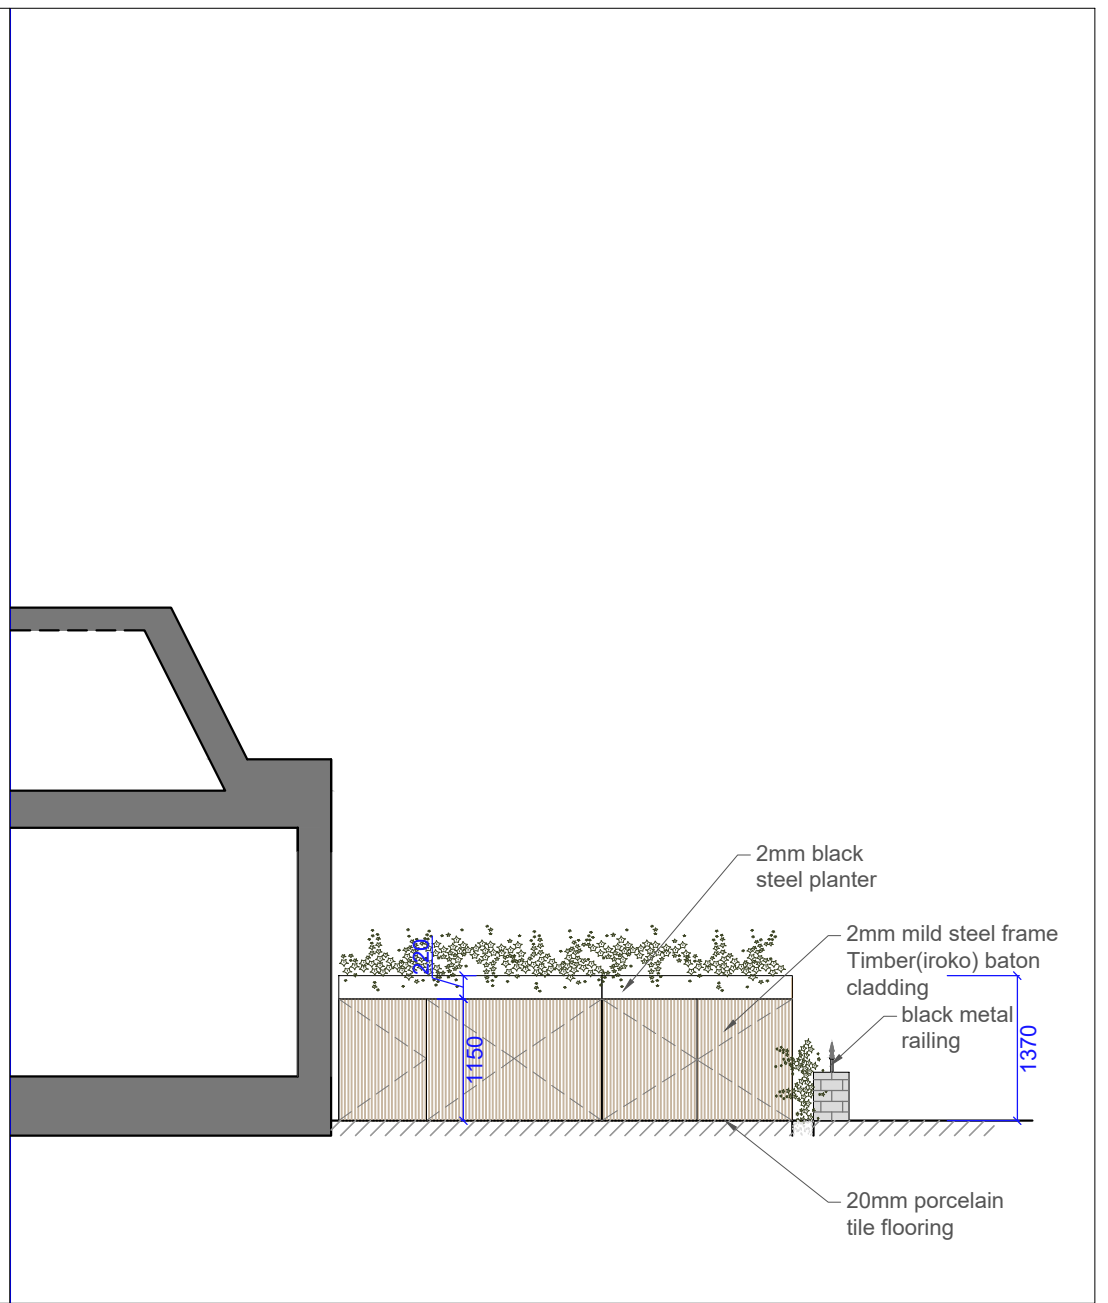 2mm black
steel planter
2mm mild steel frame
Timber(iroko) baton
cladding
black metal
railing
220
1150
1370
20mm porcelain
tile flooring